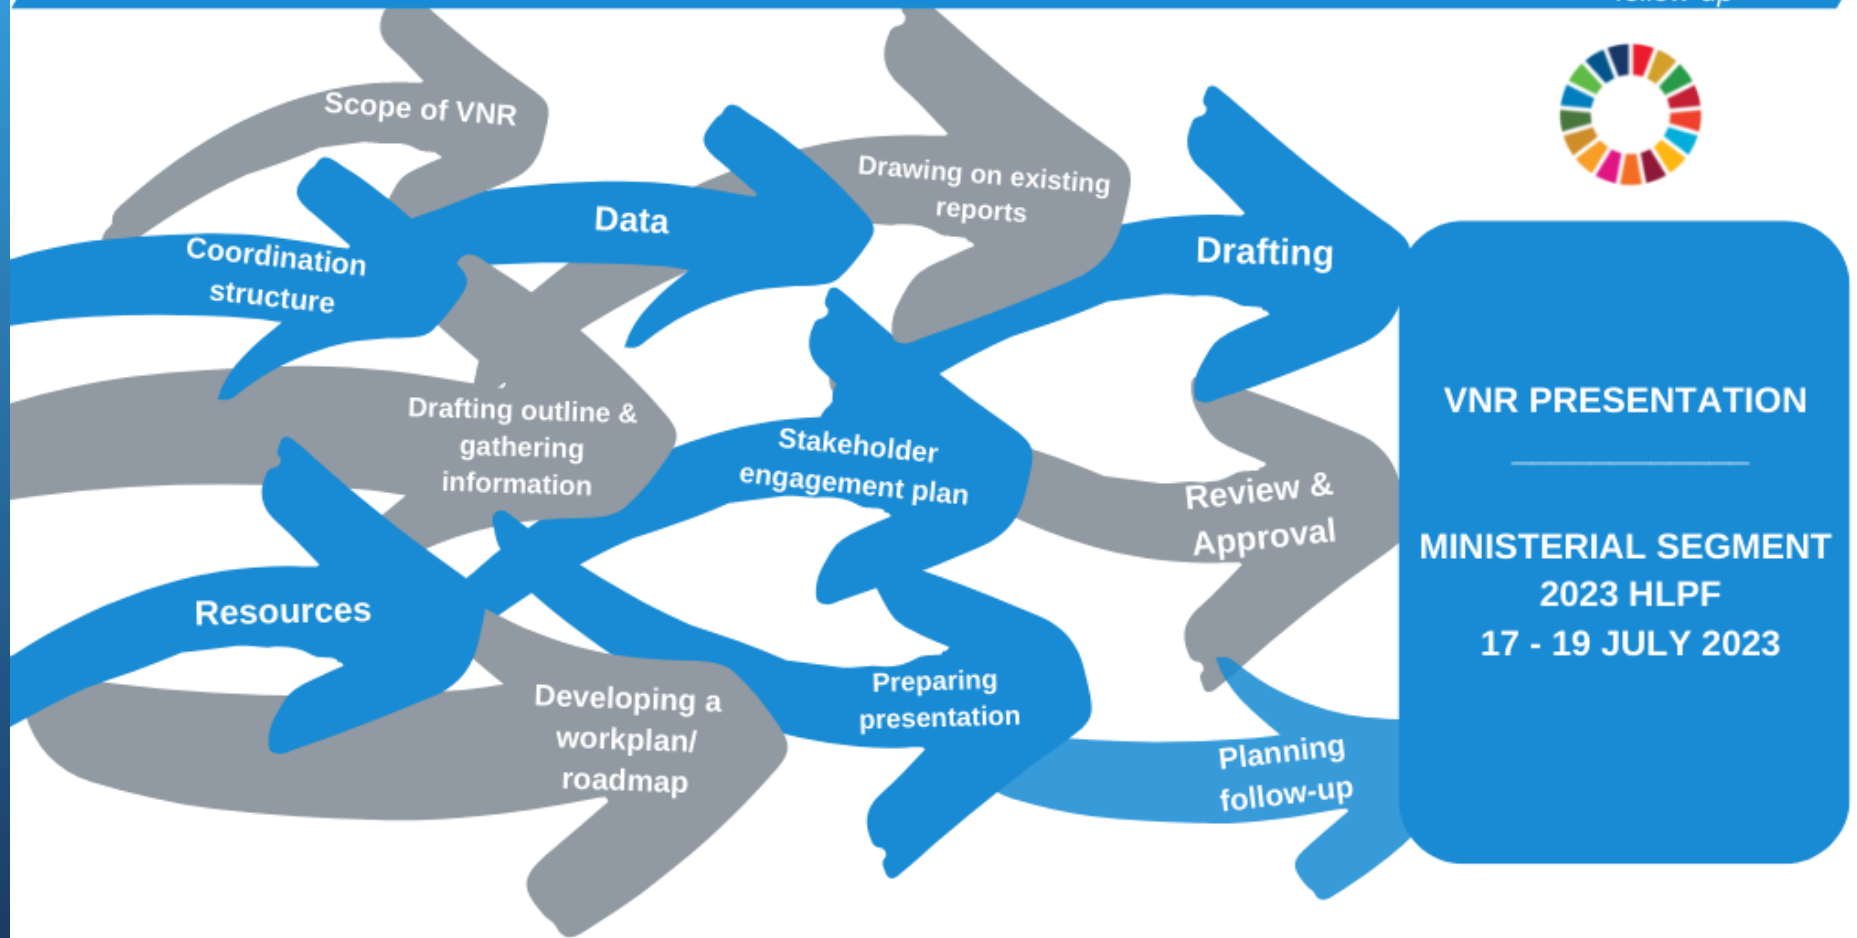 follow-up
Scope of VNR
Coordination
structure
Data
Drawing on existing
reports
Drafting
Drafting outline &
gathering
information
Stakeholder
engagement plan
Review &
Approval
Resources
Developing a
workplan/
roadmap
Preparing
presentation
Planning
follow-up
VNR PRESENTATION
MINISTERIAL SEGMENT
2023 HLPF
17 - 19 JULY 2023